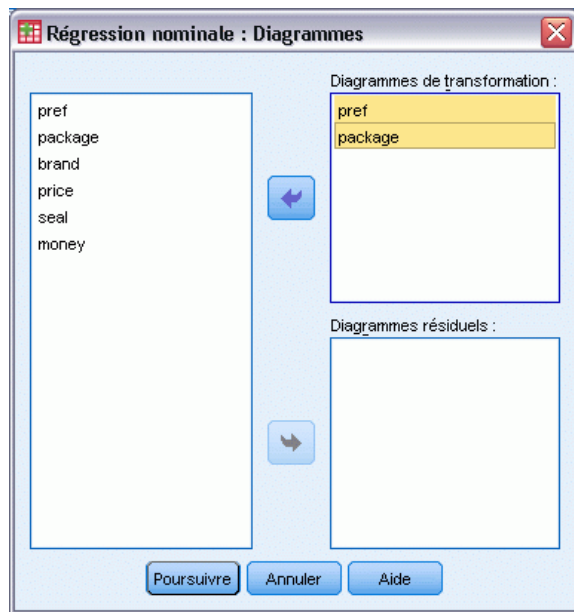 Régression nominale : Diagrammes
pref
package
brand
price
seal
money
Diagrammes de transformation :
pref
package
Diagrammes résiduels :
Poursuivre
Annuler
Aide